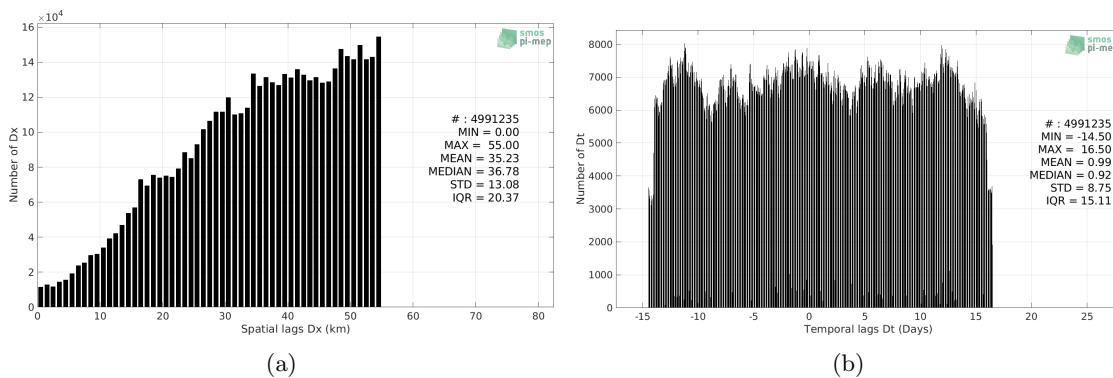 ×10⁴
16
14
12
10
8
6
4
2
0
Number of Dx
0 10 20 30 40 50 60 70 80
Spatial lags Dx (km)
smos
pi-mep
# : 4991235
MIN = 0.00
MAX = 55.00
MEAN = 35.23
MEDIAN = 36.78
STD = 13.08
IQR = 20.37
(a)
8000
7000
6000
5000
4000
3000
2000
1000
0
Number of Dt
-15 -10 -5 0 5 10 15 20 25
Temporal lags Dt (Days)
smos
pi-me
# : 4991235
MIN = -14.50
MAX = 16.50
MEAN = 0.99
MEDIAN = 0.92
STD = 8.75
IQR = 15.11
(b)